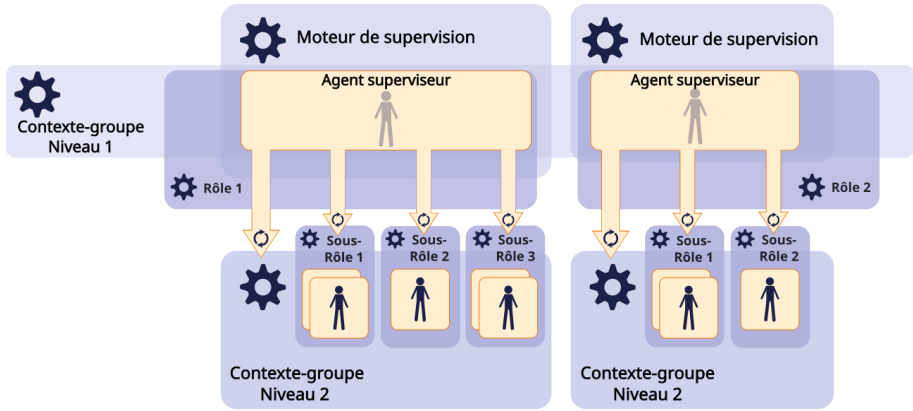 Moteur de supervision
Moteur de supervision
Agent superviseur
Agent superviseur
Contexte-groupe
Niveau 1
Rôle 1
Rôle 2
Sous-
Rôle 1
Sous-
Rôle 2
Sous-
Rôle 3
Sous-
Rôle 1
Sous-
Rôle 2
Contexte-groupe
Niveau 2
Contexte-groupe
Niveau 2